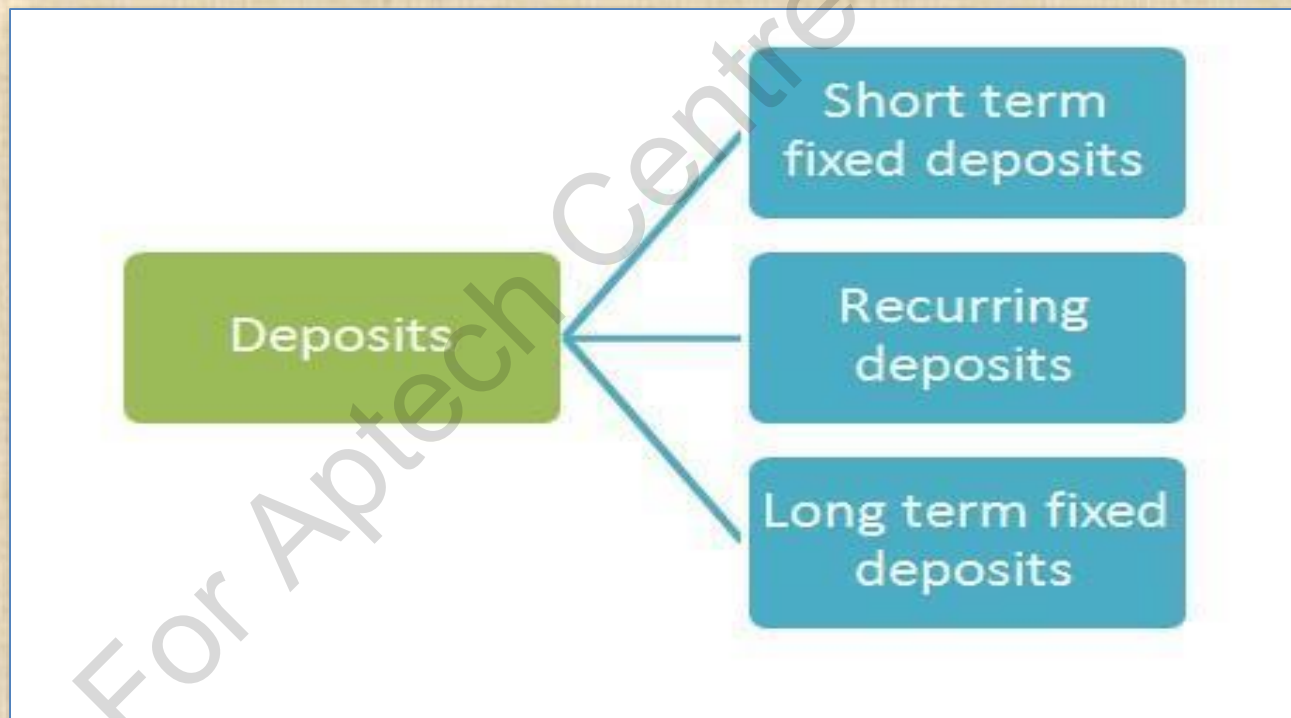 Deposits
Short term
fixed deposits
Recurring
deposits
Long term fixed
deposits
For Aptech Centre